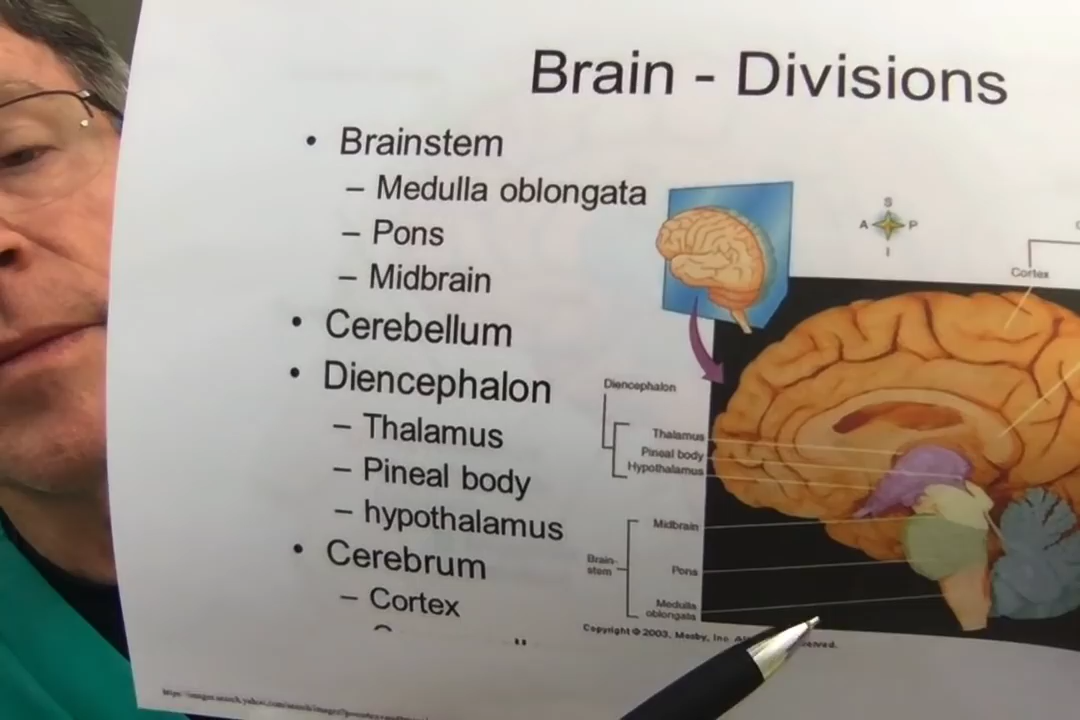 Brain - Divisions
• Brainstem
– Medulla oblongata
– Pons
– Midbrain
• Cerebellum
• Diencephalon
– Thalamus
– Pineal body
– hypothalamus
• Cerebrum
– Cortex
S
A P
I
Cortex
Diencephalon
Thalamus
Pineal body
Hypothalamus
Midbrain
Brain-
stem
Pons
Medulla
oblongata
Copyright © 2003, Mosby, Inc.